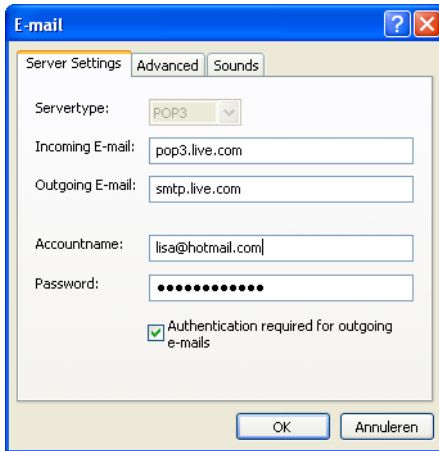 E-mail
Server Settings Advanced Sounds
Servertype: POP3
Incoming E-mail: pop3.live.com
Outgoing E-mail: smtp.live.com
Accountname: lisa@hotmail.com
Password: ●●●●●●●●●●●●
Authentication required for outgoing
e-mails
OK Annuleren